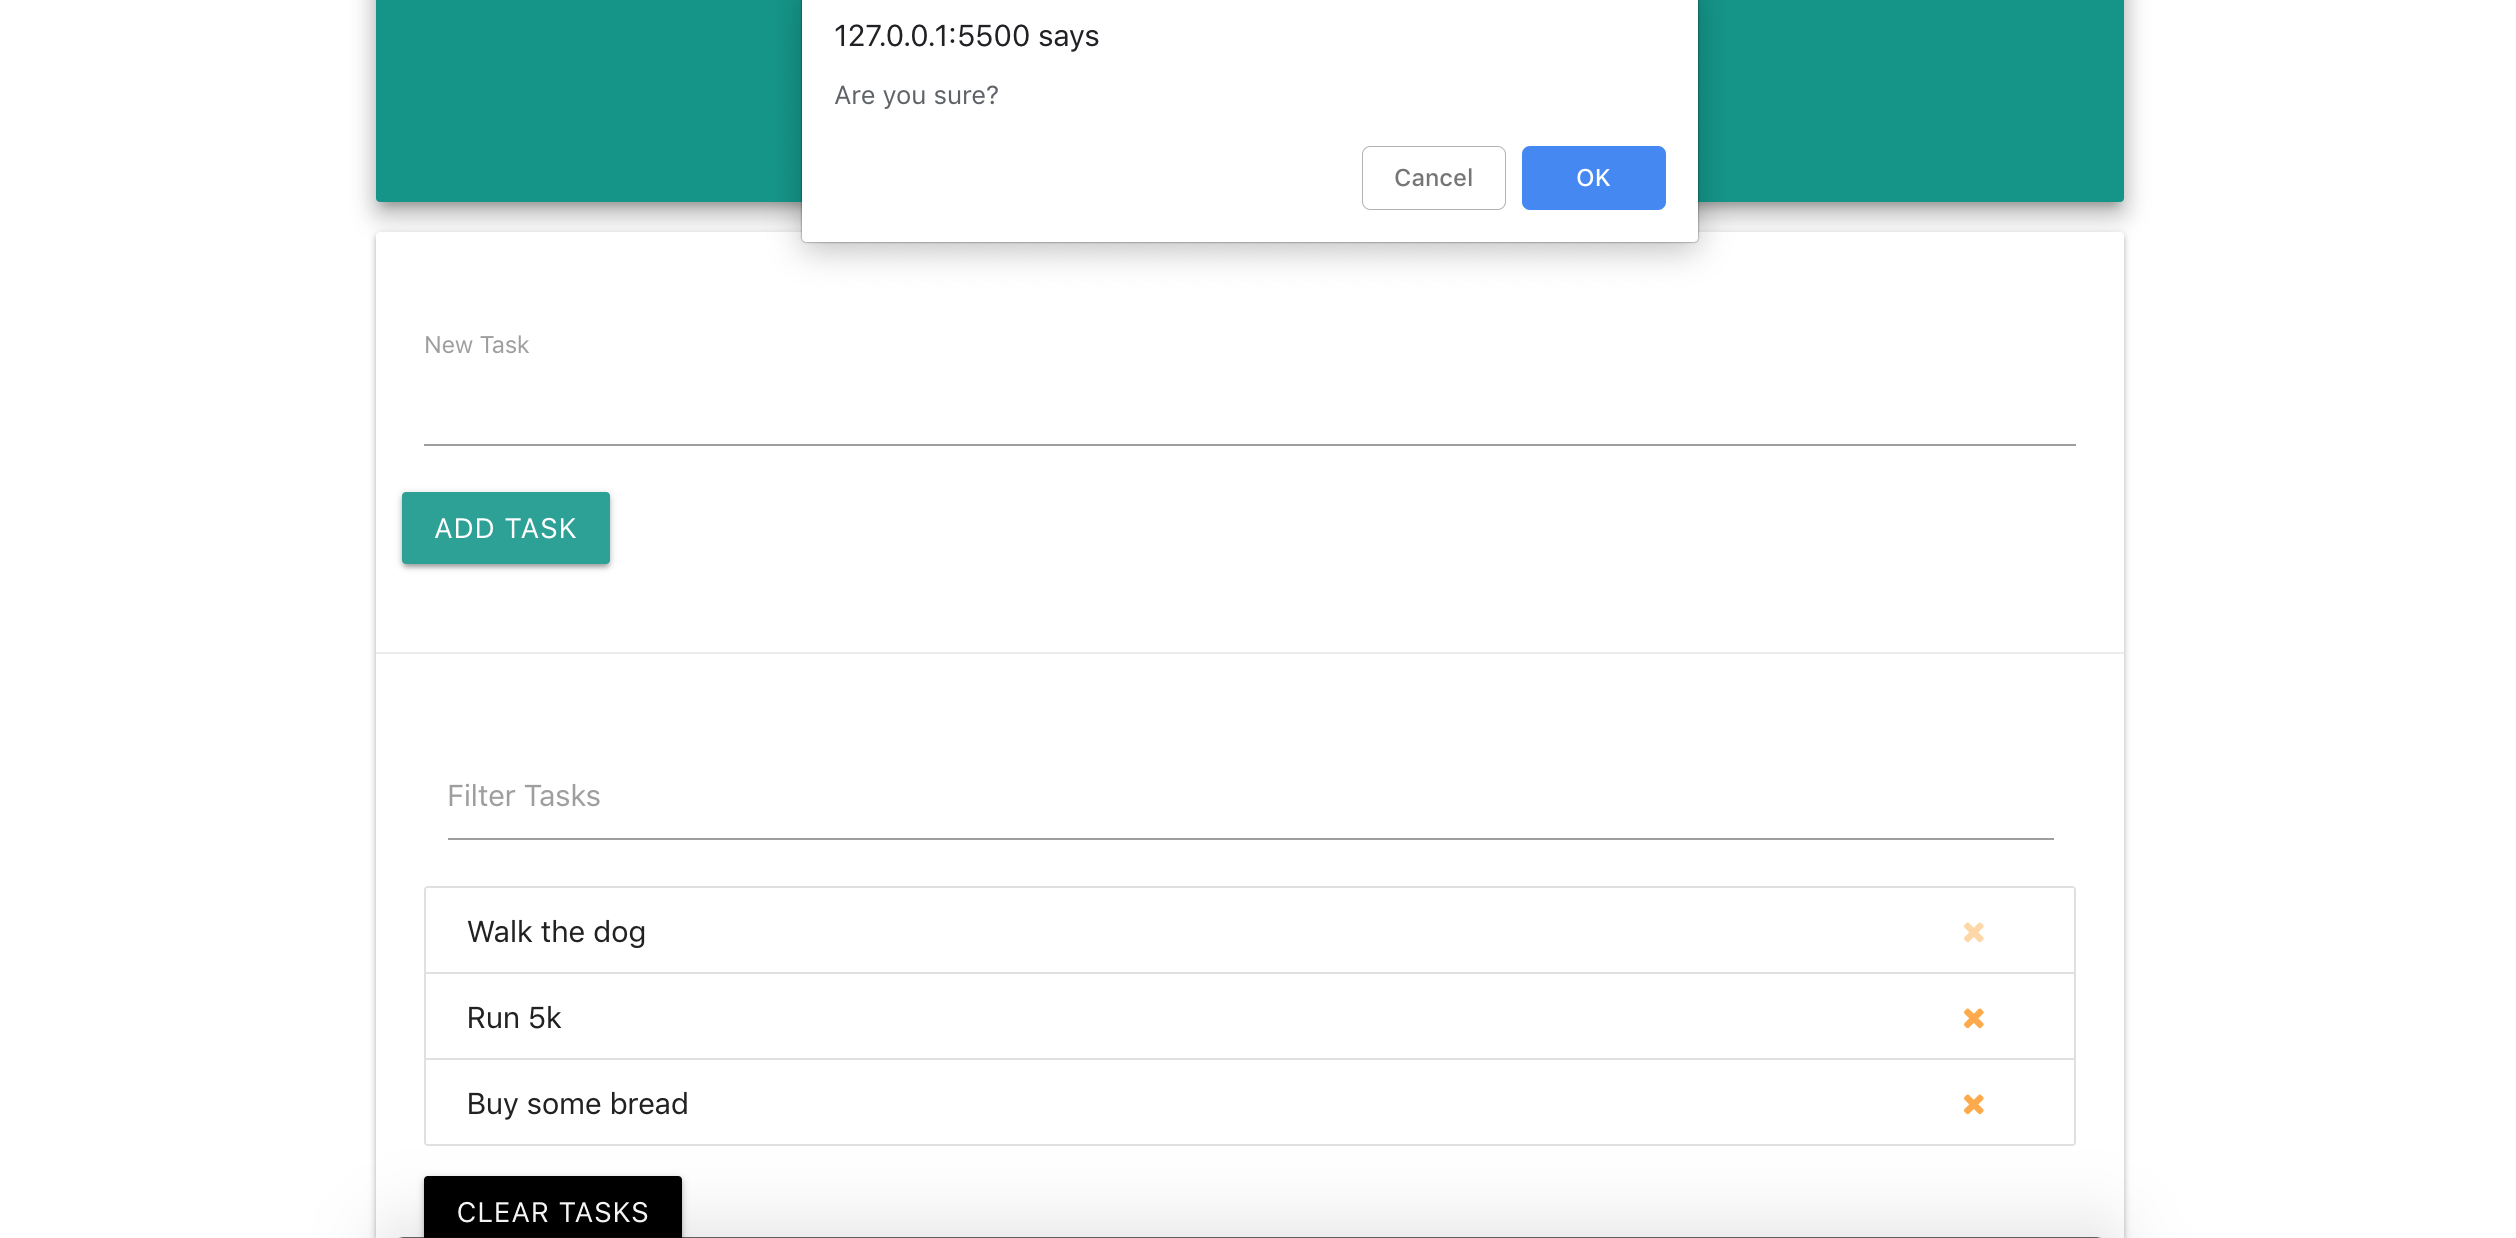 127.0.0.1:5500 says
Are you sure?
Cancel OK
New Task
ADD TASK
Filter Tasks
Walk the dog
Run 5k
Buy some bread
CLEAR TASKS